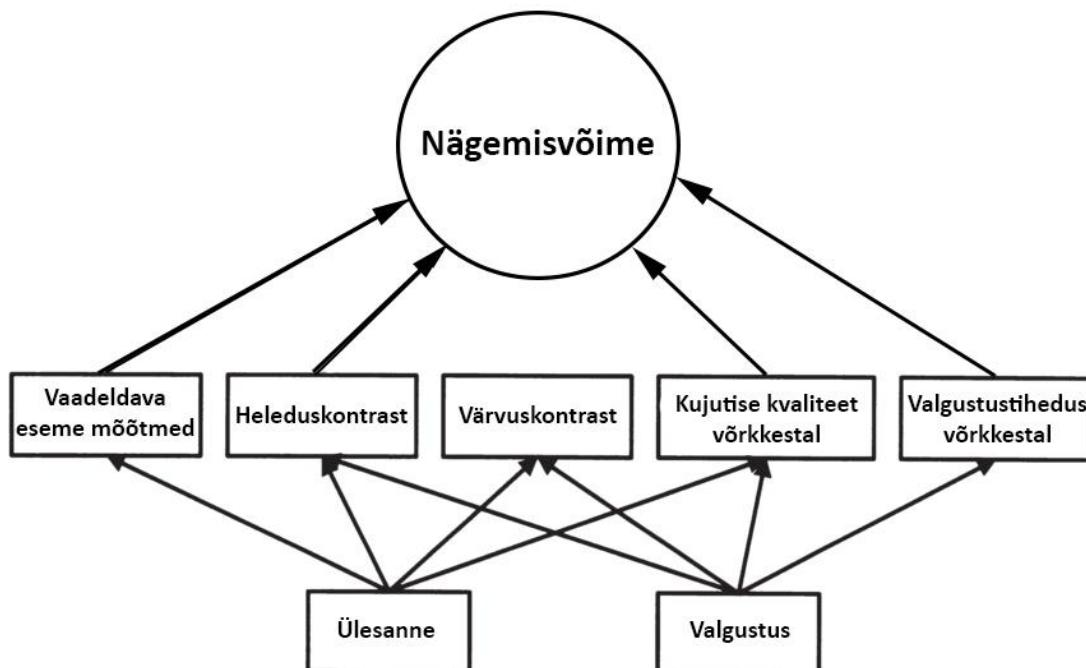 Nägemisvõime
Vaadeldava
eseme mõõtmed
Heleduskontrast
Värvuskontrast
Kujutise kvaliteet
võrkkestal
Valgustustihedus
võrkkestal
Ülesanne
Valgustus